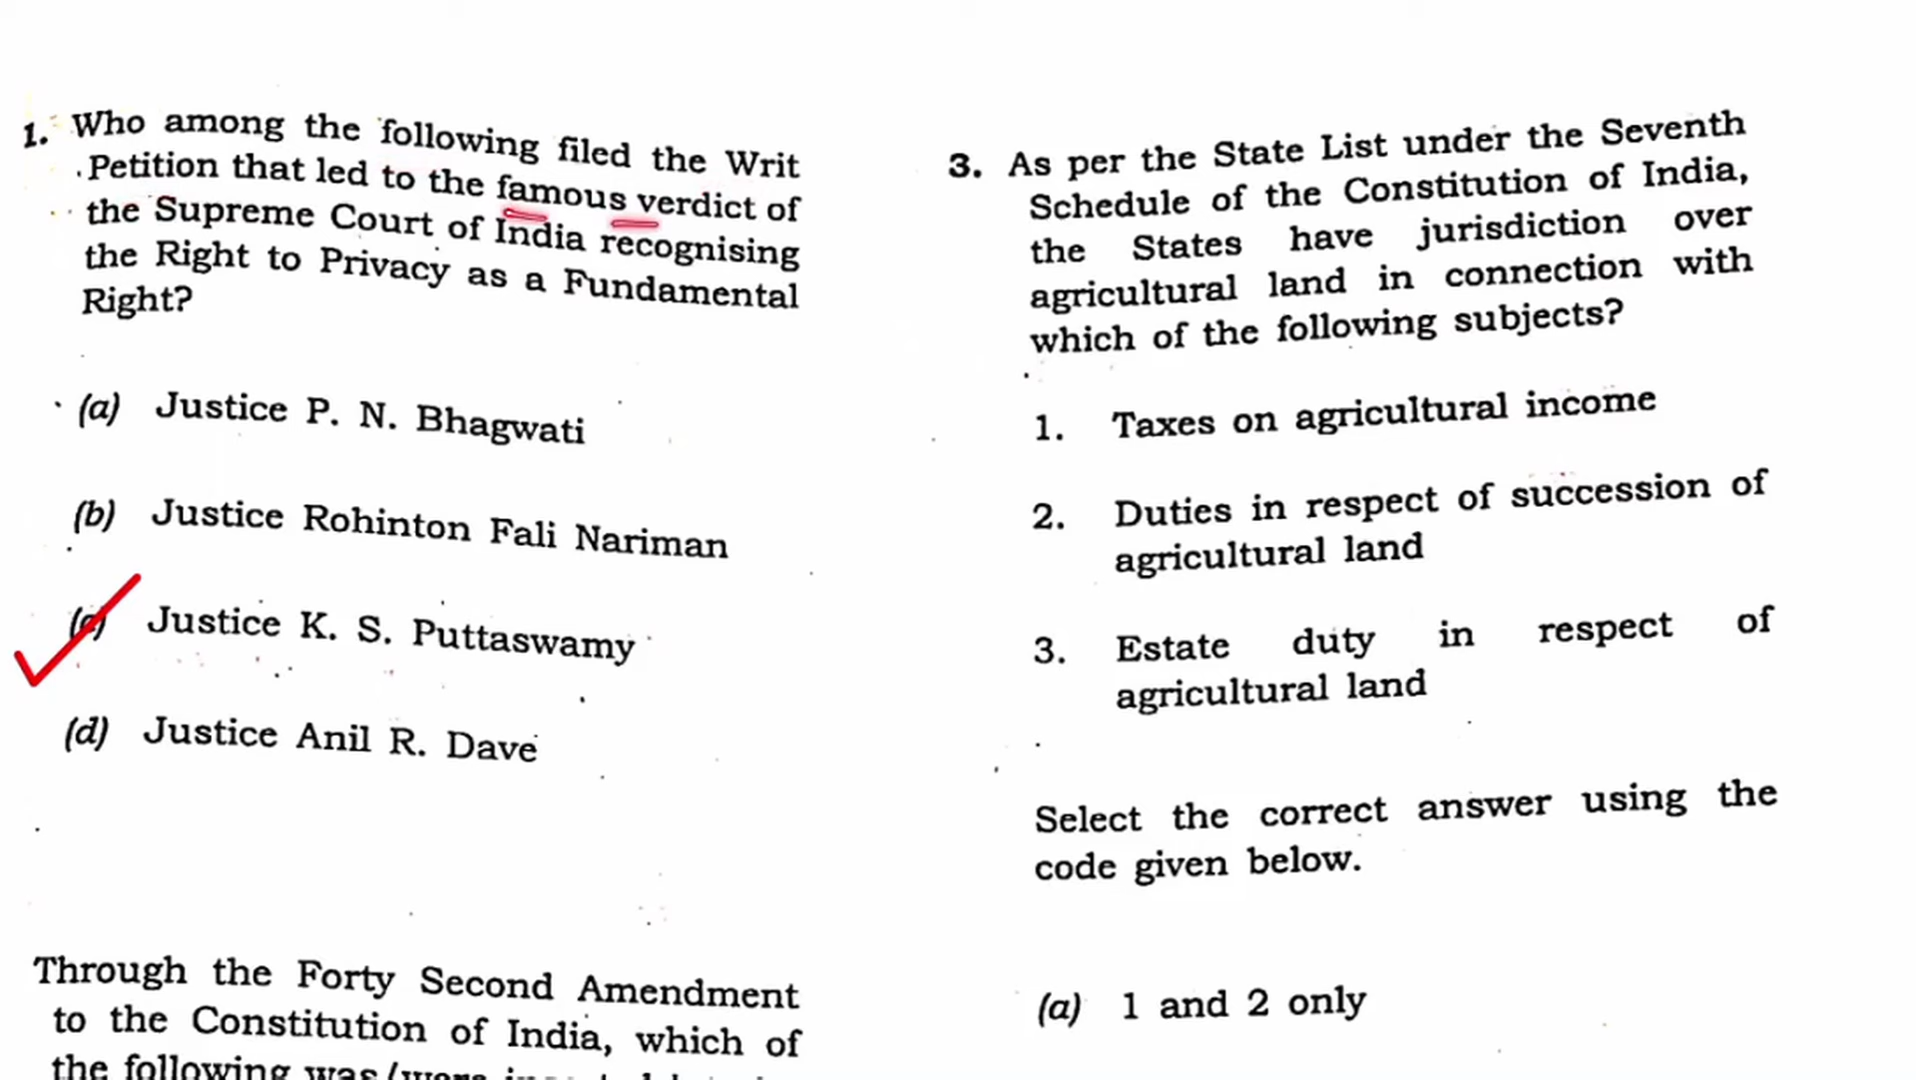 1. Who among the following filed the Writ
Petition that led to the famous verdict of
the Supreme Court of India recognising
the Right to Privacy as a Fundamental
Right?
(a) Justice P. N. Bhagwati
(b) Justice Rohinton Fali Nariman
(c) Justice K. S. Puttaswamy
(d) Justice Anil R. Dave
Through the Forty Second Amendment
to the Constitution of India, which of
the following was/were
3. As per the State List under the Seventh
Schedule of the Constitution of India,
the States have jurisdiction over
agricultural land in connection with
which of the following subjects?
1. Taxes on agricultural income
2. Duties in respect of succession of
agricultural land
3. Estate duty in respect of
agricultural land
Select the correct answer using the
code given below.
(a) 1 and 2 only